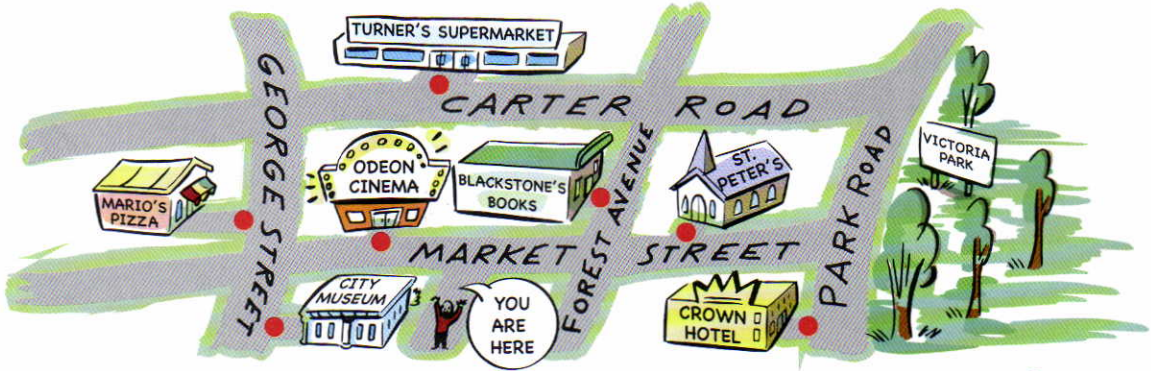 TURNER'S SUPERMARKET
GEORGE STREET
CARTER ROAD
FOREST AVENUE
PARK ROAD
VICTORIA
PARK
MARIO'S
PIZZA
ODEON
CINEMA
BLACKSTONE'S
BOOKS
ST.
PETER'S
MARKET STREET
CITY
MUSEUM
YOU
ARE
HERE
CROWN
HOTEL